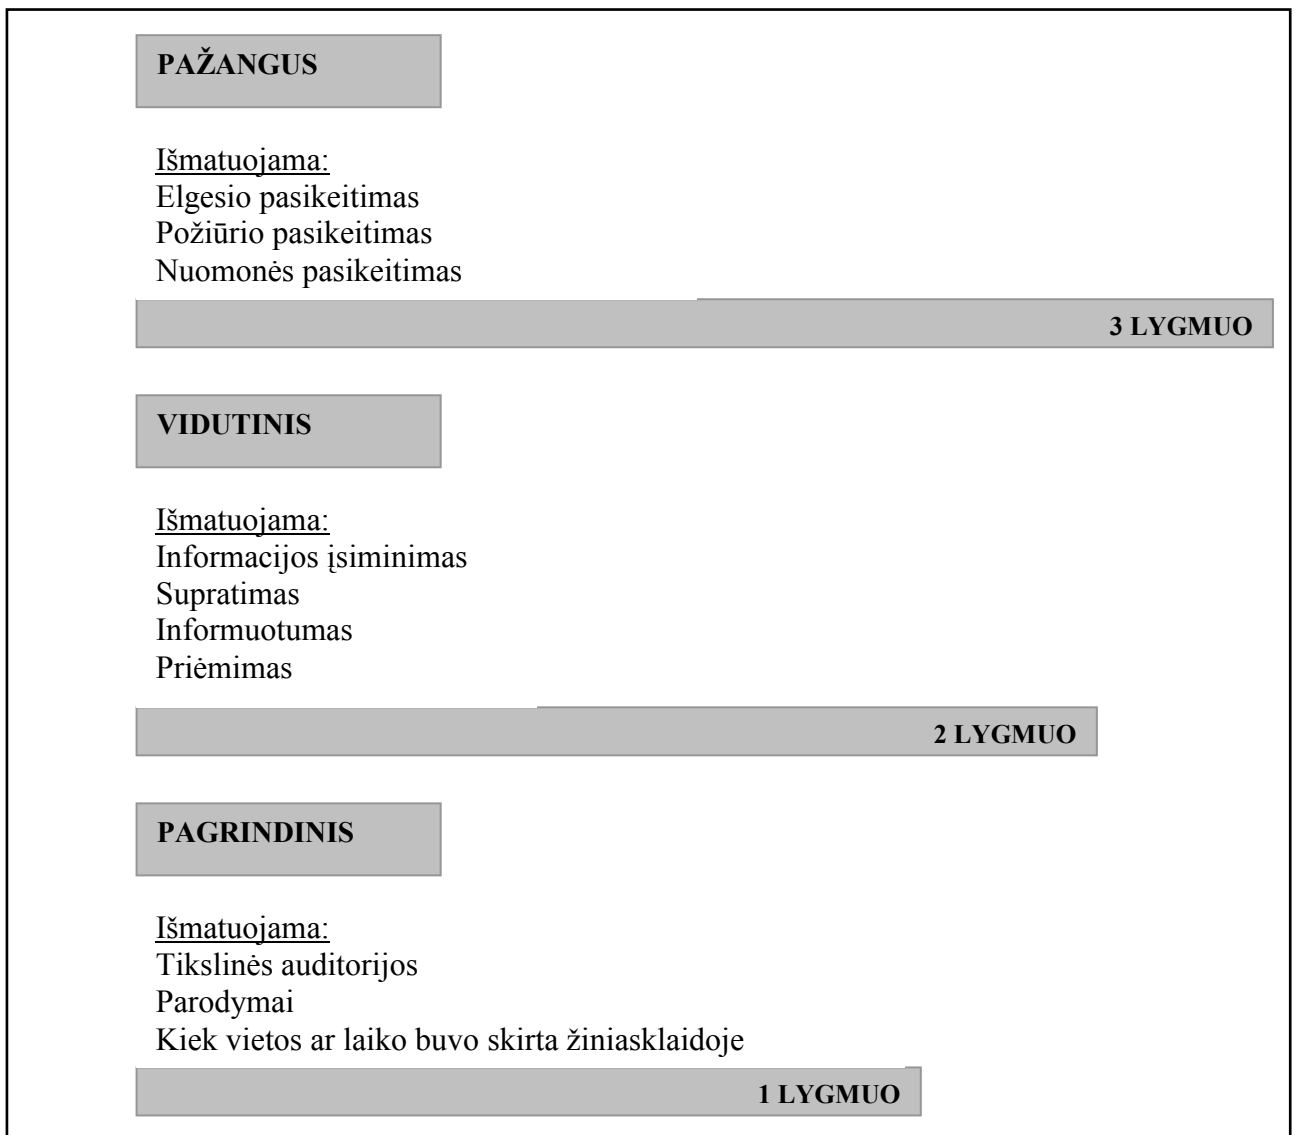 PAŽANGUS
Išmatuojama:
Elgesio pasikeitimas
Požiūrio pasikeitimas
Nuomonės pasikeitimas
3 LYGMUO
VIDUTINIS
Išmatuojama:
Informacijos įsiminimas
Supratimas
Informuotumas
Priėmimas
2 LYGMUO
PAGRINDINIS
Išmatuojama:
Tikslinės auditorijos
Parodymai
Kiek vietos ar laiko buvo skirta žiniasklaidoje
1 LYGMUO